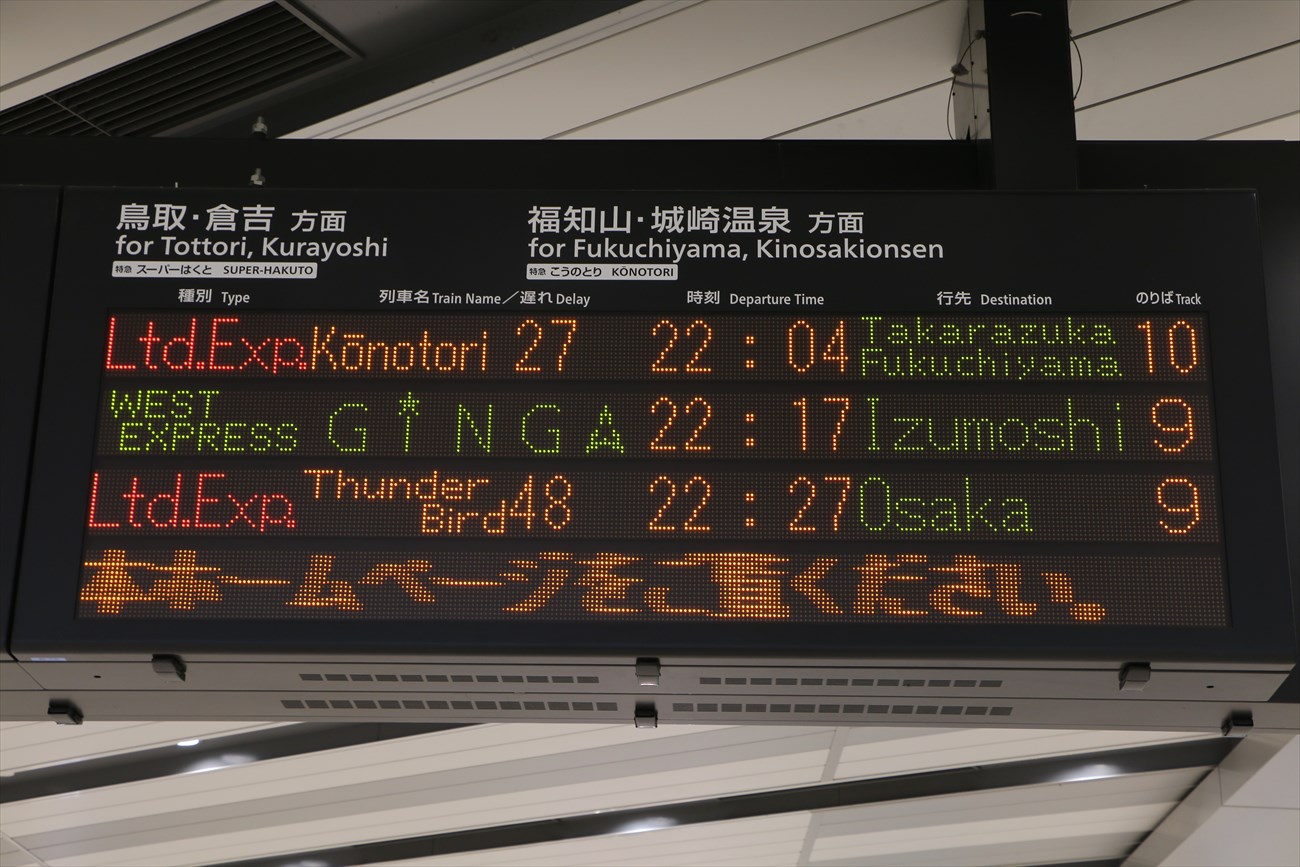 鳥取・倉吉 方面
for Tottori, Kurayoshi
特急 スーパーはくと SUPER-HAKUTO
福知山・城崎温泉 方面
for Fukuchiyama, Kinosakionsen
特急 こうのとり KŌNOTORI
種別 Type 列車名 Train Name／遅れ Delay 時刻 Departure Time 行先 Destination のりば Track
Ltd.Exp. Kōnotori 27 22:04 Takarazuka Fukuchiyama 10
WEST EXPRESS GINGA 22:17 Izumoshi 9
Ltd.Exp. Thunder Bird 48 22:27 Osaka 9
本ホームページをご覧ください。